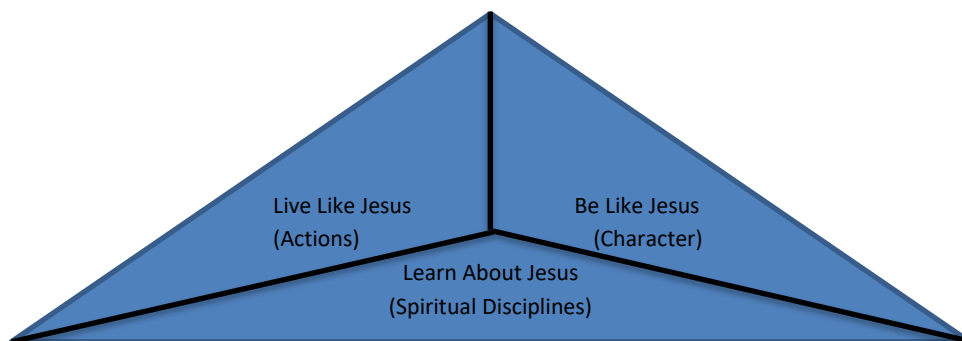 Live Like Jesus
(Actions)
Be Like Jesus
(Character)
Learn About Jesus
(Spiritual Disciplines)